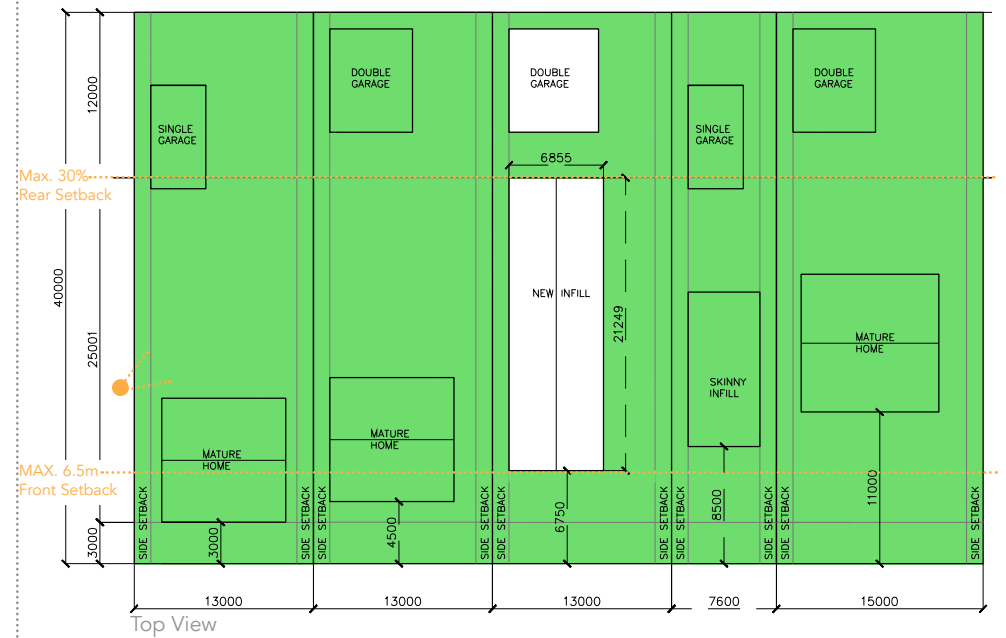 12000
SINGLE
GARAGE
DOUBLE
GARAGE
DOUBLE
GARAGE
SINGLE
GARAGE
DOUBLE
GARAGE
Max. 30%
Rear Setback
6855
40000
25001
NEW INFILL
21249
MATURE
HOME
MATURE
HOME
SKINNY
INFILL
MATURE
HOME
MAX. 6.5m
Front Setback
3000
SIDE SETBACK
3000
SIDE SETBACK
SIDE SETBACK
4500
SIDE SETBACK
SIDE SETBACK
6750
SIDE SETBACK
SIDE SETBACK
8500
SIDE SETBACK
SIDE SETBACK
11000
SIDE SETBACK
13000
13000
13000
7600
15000
Top View